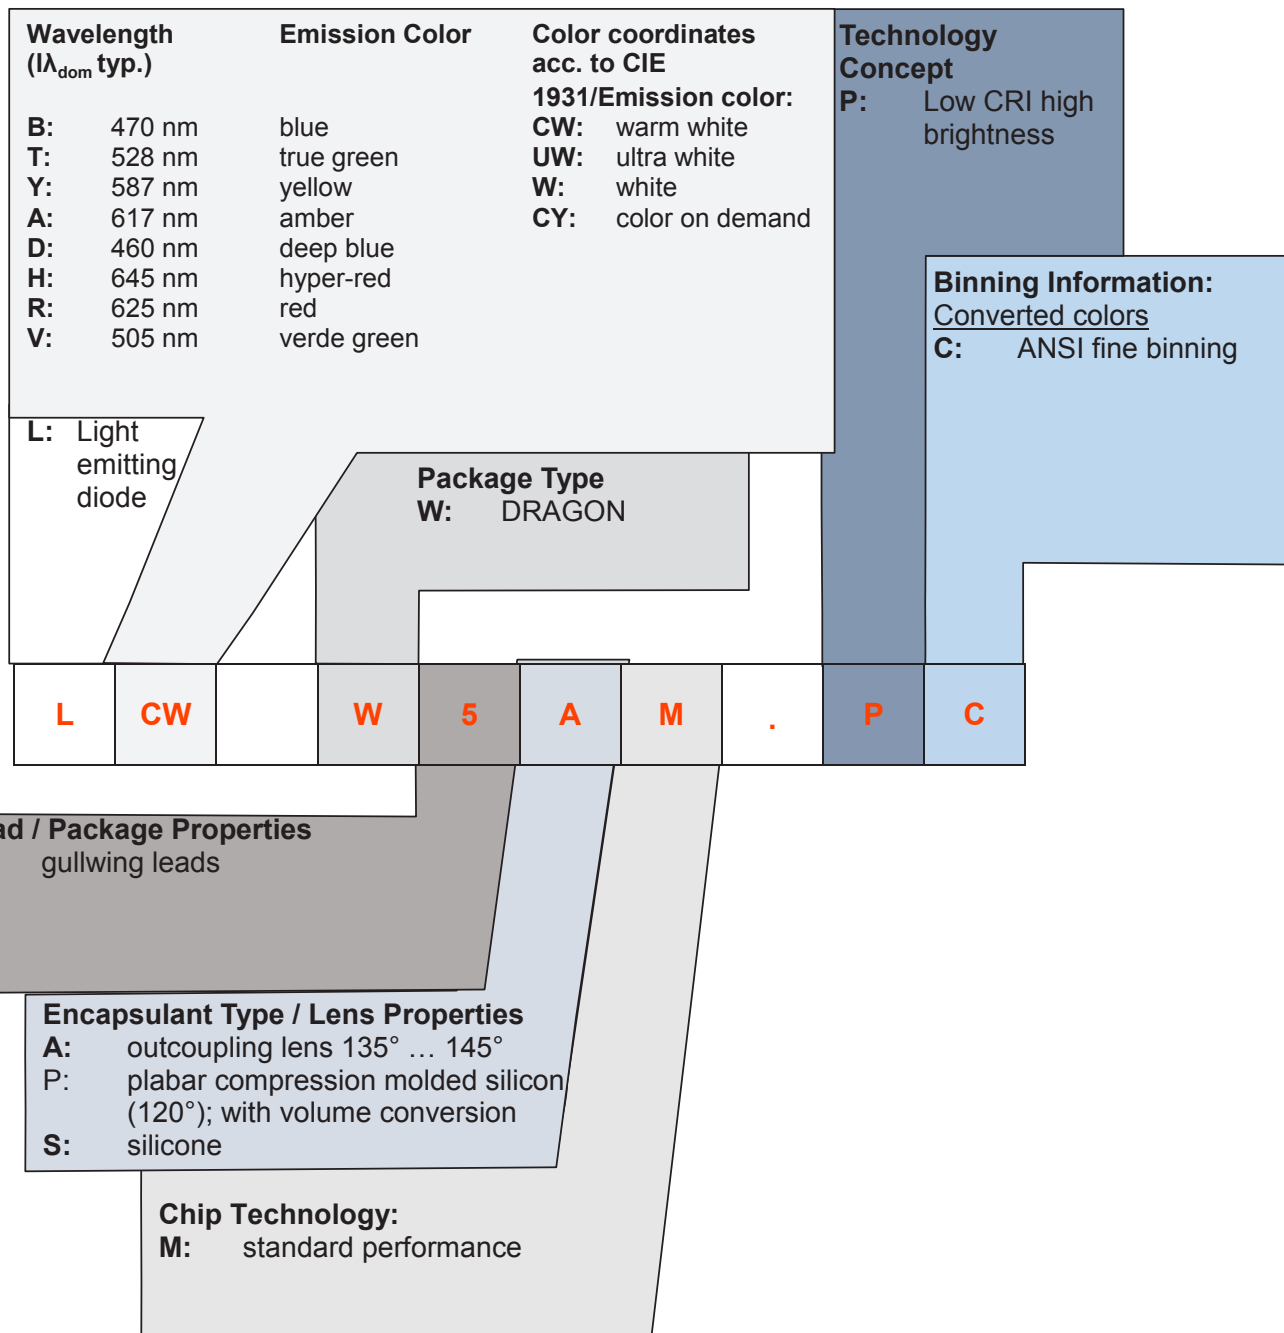 Wavelength Emission Color Color coordinates
(lλdom typ.) acc. to CIE
1931/Emission color:
B: 470 nm blue CW: warm white
T: 528 nm true green UW: ultra white
Y: 587 nm yellow W: white
A: 617 nm amber CY: color on demand
D: 460 nm deep blue
H: 645 nm hyper-red
R: 625 nm red
V: 505 nm verde green
Technology
Concept
P: Low CRI high
brightness
Binning Information:
Converted colors
C: ANSI fine binning
L: Light
emitting
diode
Package Type
W: DRAGON
L CW W 5 A M . P C
ad / Package Properties
gullwing leads
Encapsulant Type / Lens Properties
A: outcoupling lens 135° … 145°
P: plabar compression molded silicon
(120°); with volume conversion
S: silicone
Chip Technology:
M: standard performance